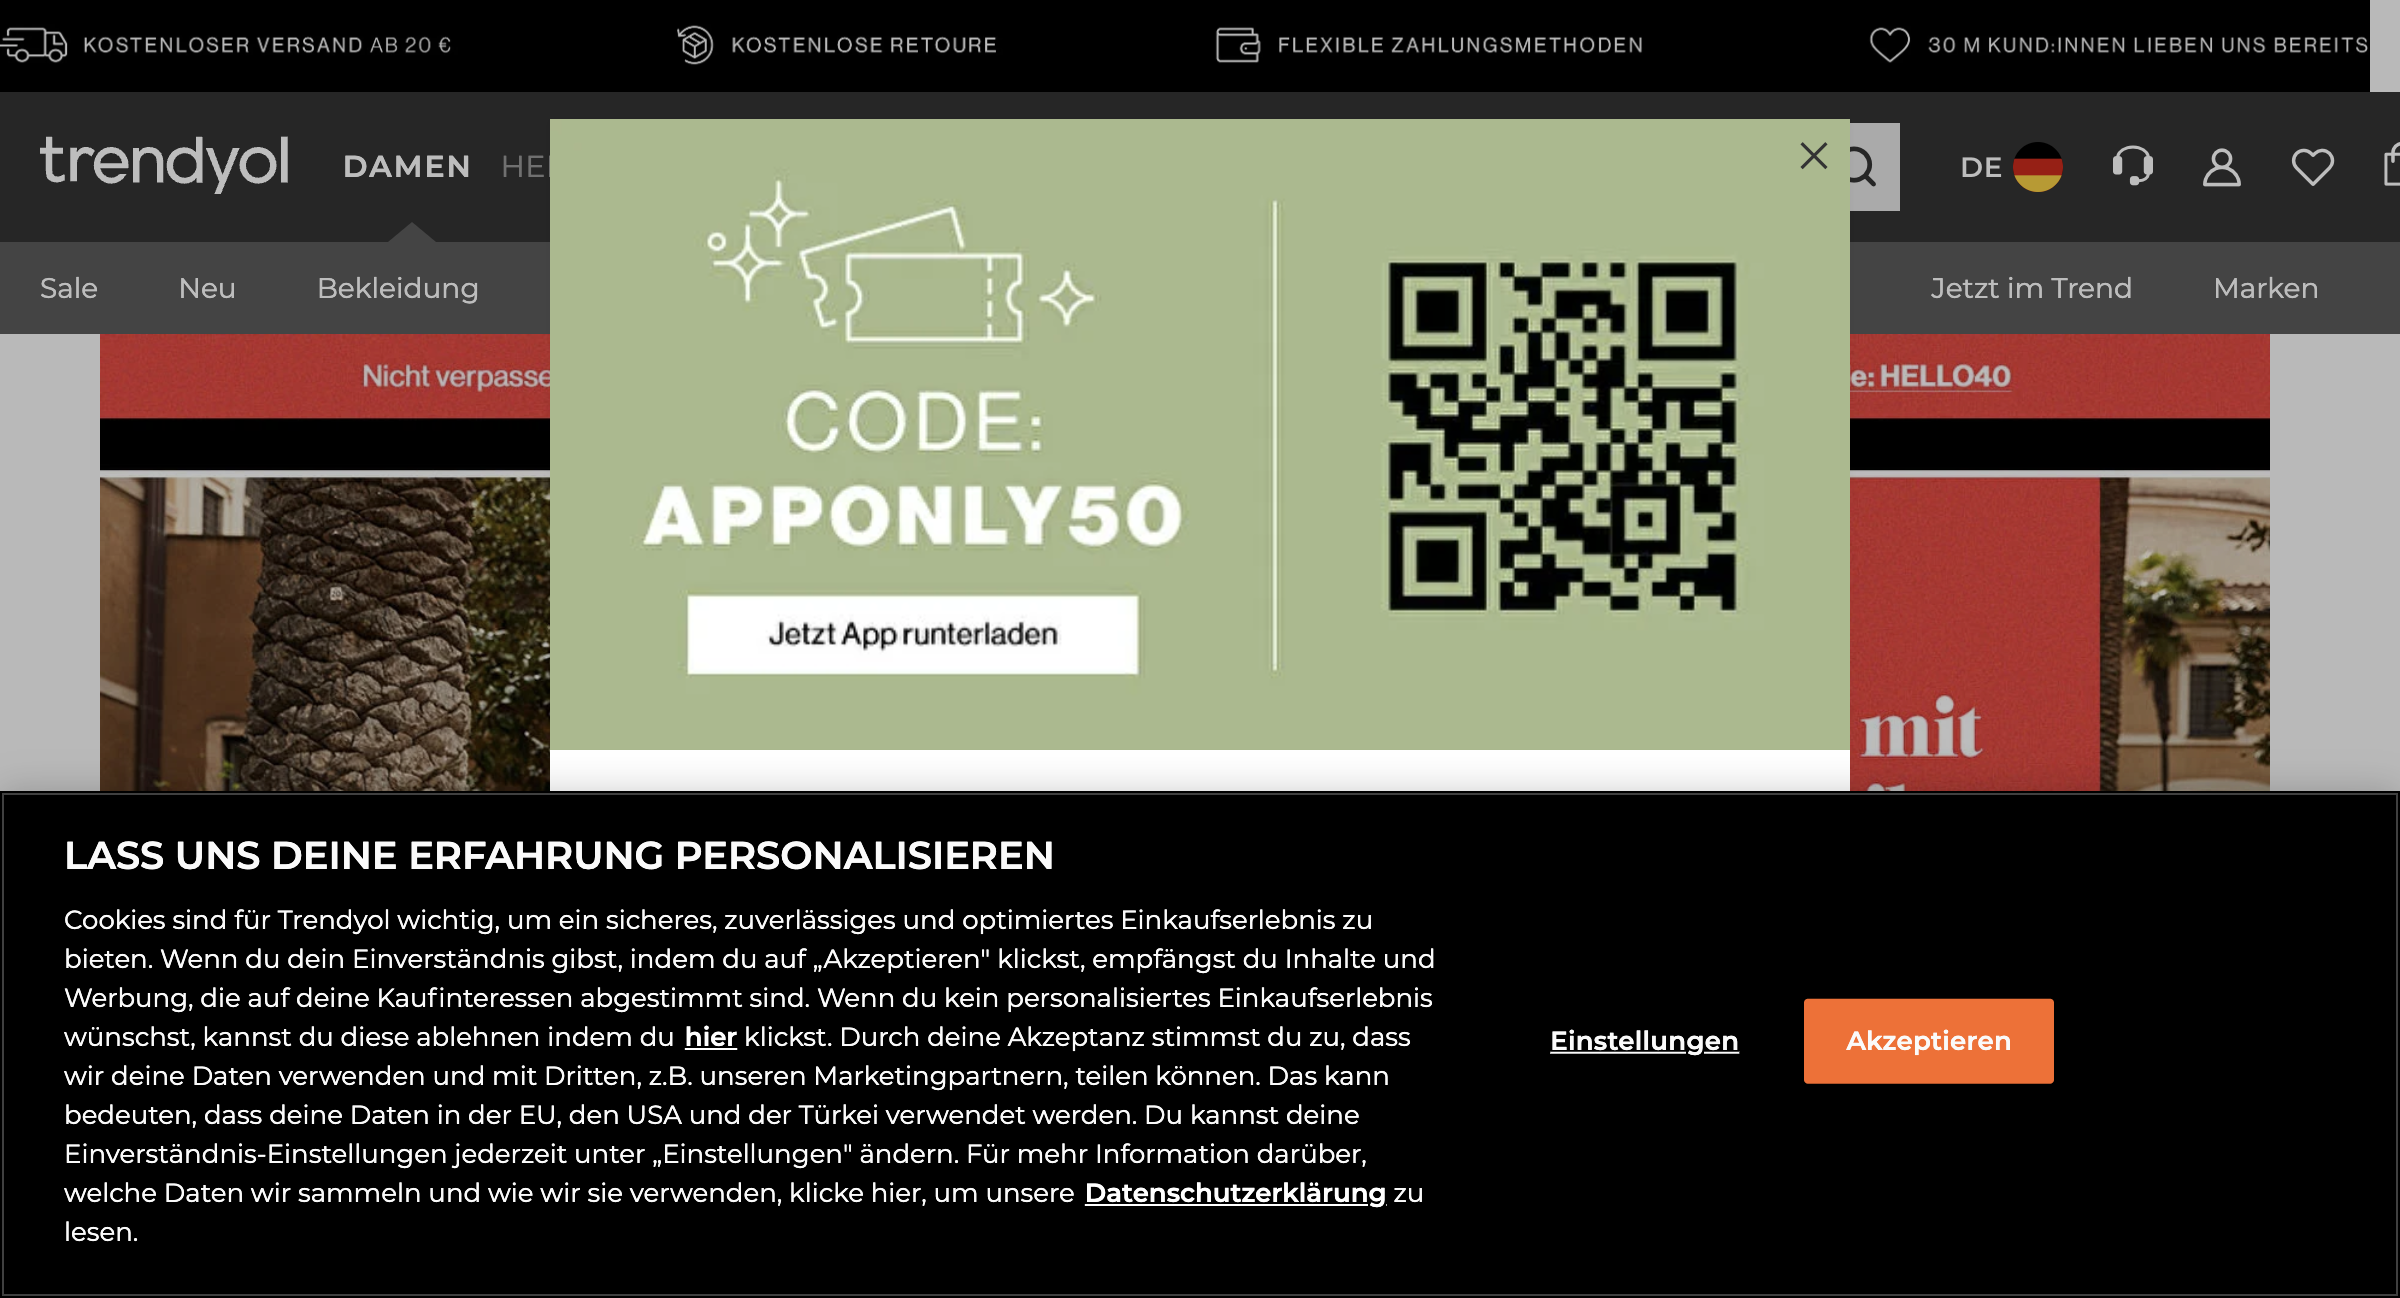 KOSTENLOSER VERSAND AB 20 €
KOSTENLOSE RETOURE
FLEXIBLE ZAHLUNGSMETHODEN
30 M KUND:INNEN LIEBEN UNS BEREITS
trendyol
DAMEN
DE
Sale
Neu
Bekleidung
Jetzt im Trend
Marken
Nicht
HELLO40
CODE:
APPONLY50
Jetzt App runterladen
mit
LASS UNS DEINE ERFAHRUNG PERSONALISIEREN
Cookies sind für Trendyol wichtig, um ein sicheres, zuverlässiges und optimiertes Einkaufserlebnis zu
bieten. Wenn du dein Einverständnis gibst, indem du auf „Akzeptieren" klickst, empfängst du Inhalte und
Werbung, die auf deine Kaufinteressen abgestimmt sind. Wenn du kein personalisiertes Einkaufserlebnis
wünschst, kannst du diese ablehnen indem du hier klickst. Durch deine Akzeptanz stimmst du zu, dass
wir deine Daten verwenden und mit Dritten, z.B. unseren Marketingpartnern, teilen können. Das kann
bedeuten, dass deine Daten in der EU, den USA und der Türkei verwendet werden. Du kannst deine
Einverständnis-Einstellungen jederzeit unter „Einstellungen" ändern. Für mehr Information darüber,
welche Daten wir sammeln und wie wir sie verwenden, klicke hier, um unsere Datenschutzerklärung zu
lesen.
Einstellungen
Akzeptieren